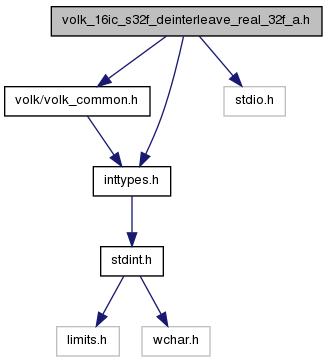 volk_16ic_s32f_deinterleave_real_32f_a.h
volk/volk_common.h
stdio.h
inttypes.h
stdint.h
limits.h
wchar.h